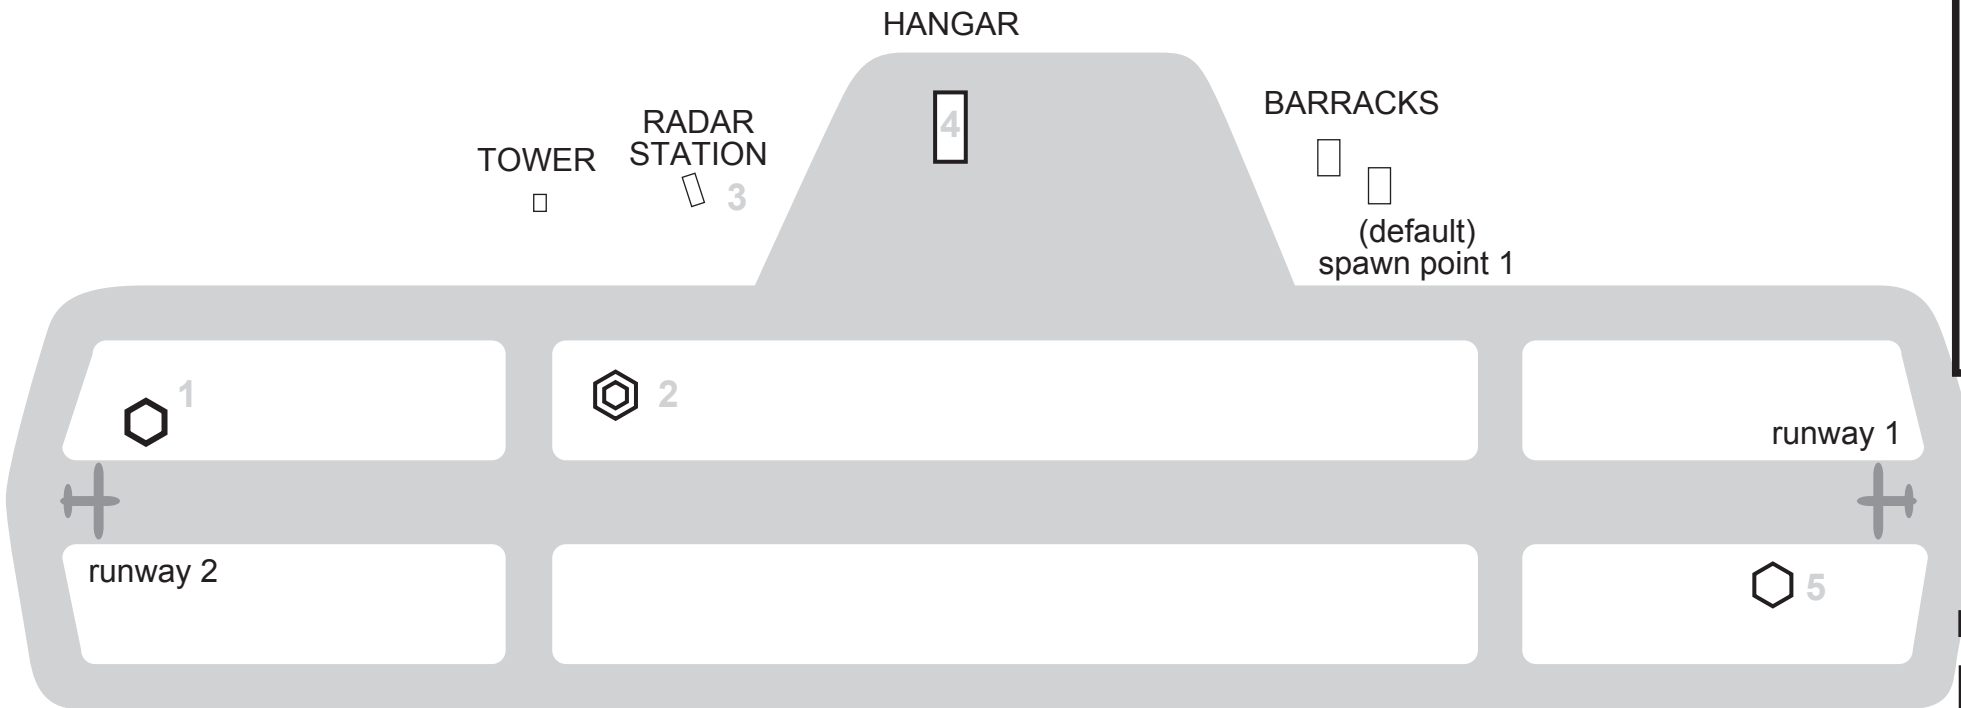 HANGAR
4
BARRACKS
RADAR
STATION
3
TOWER
(default)
spawn point 1
1
2
runway 1
runway 2
5